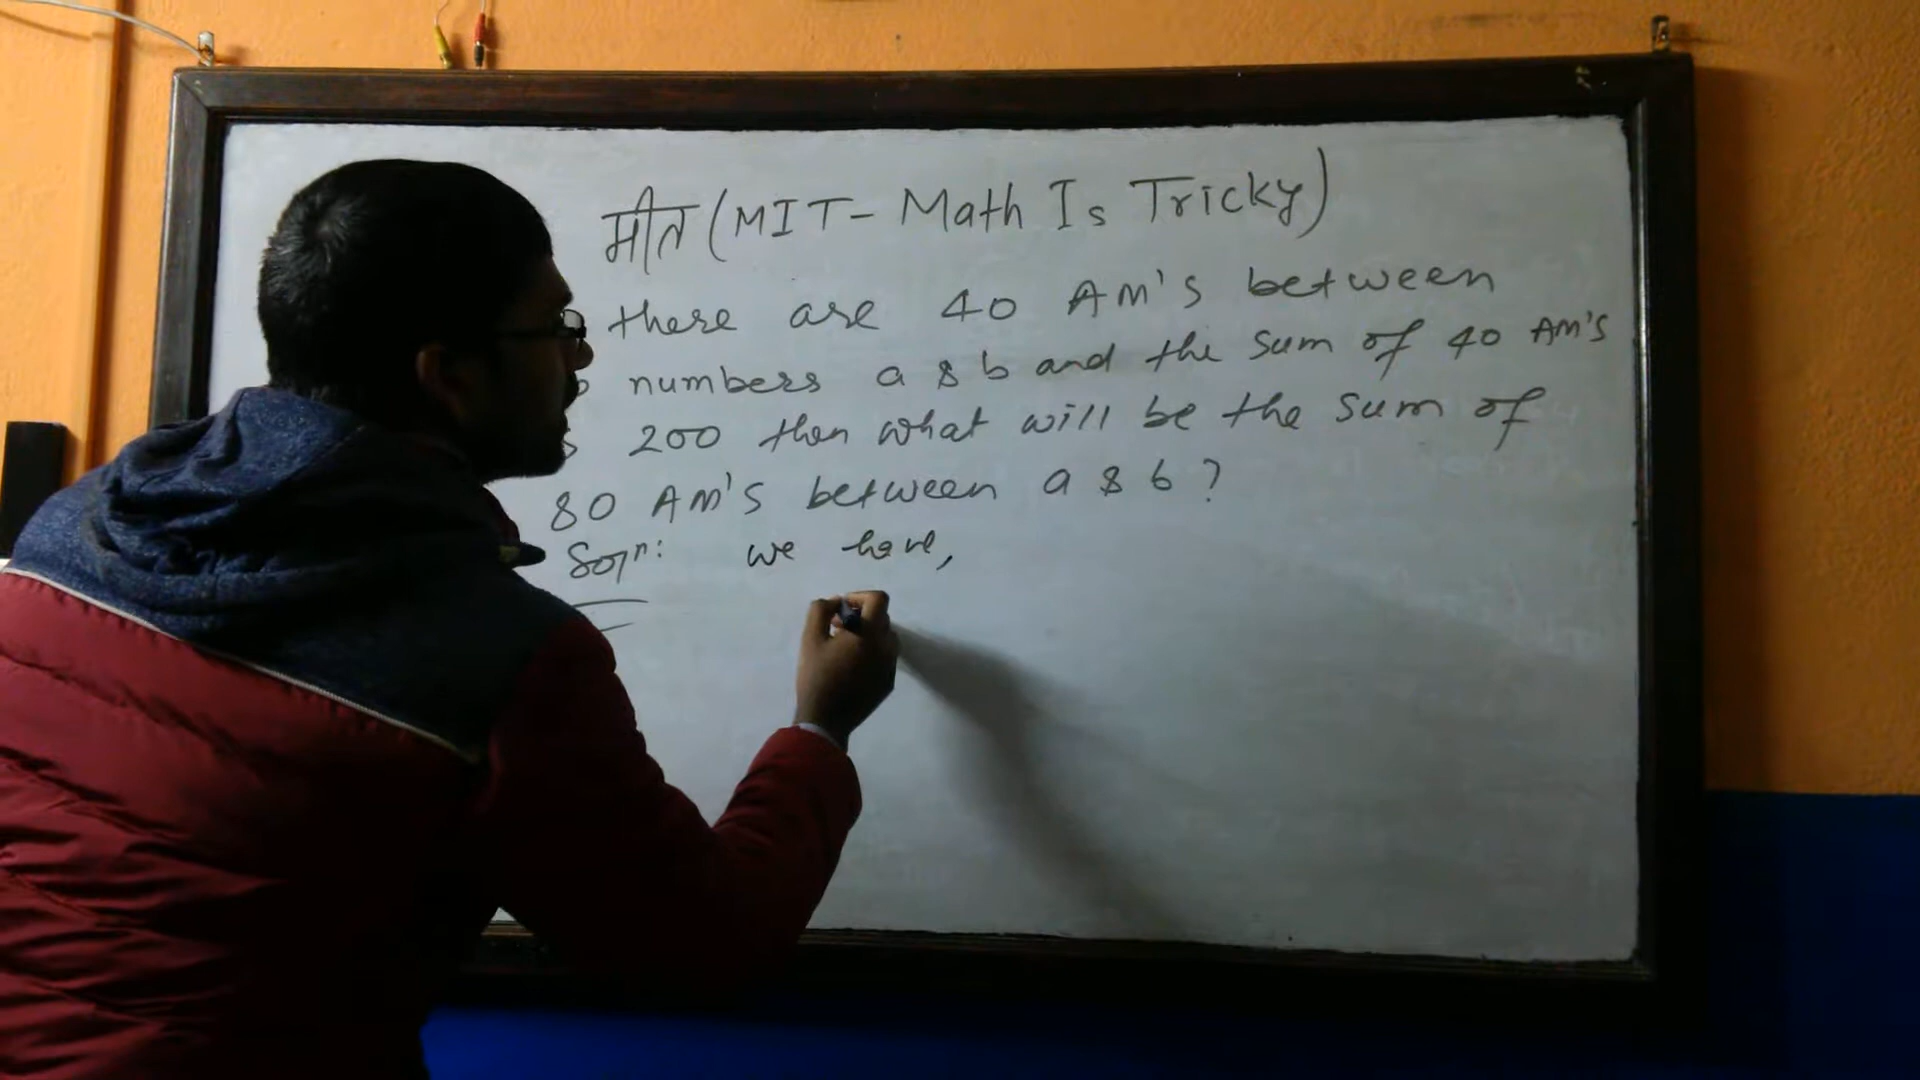 मीत (MIT- Math Is Tricky)
there are 40 AM's between
numbers a & b and the sum of 40 AM's
200 then what will be the sum of
80 AM's between a & b ?
Solⁿ: we have,